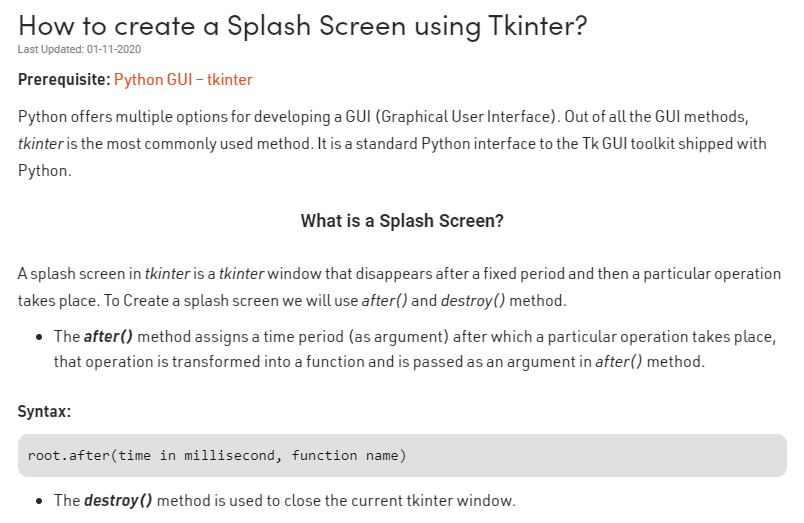 How to create a Splash Screen using Tkinter?
Last Updated: 01-11-2020
Prerequisite: Python GUI – tkinter
Python offers multiple options for developing a GUI (Graphical User Interface). Out of all the GUI methods,
tkinter is the most commonly used method. It is a standard Python interface to the Tk GUI toolkit shipped with
Python.
What is a Splash Screen?
A splash screen in tkinter is a tkinter window that disappears after a fixed period and then a particular operation
takes place. To Create a splash screen we will use after() and destroy() method.
• The after() method assigns a time period (as argument) after which a particular operation takes place,
that operation is transformed into a function and is passed as an argument in after() method.
Syntax:
root.after(time in millisecond, function name)
• The destroy() method is used to close the current tkinter window.